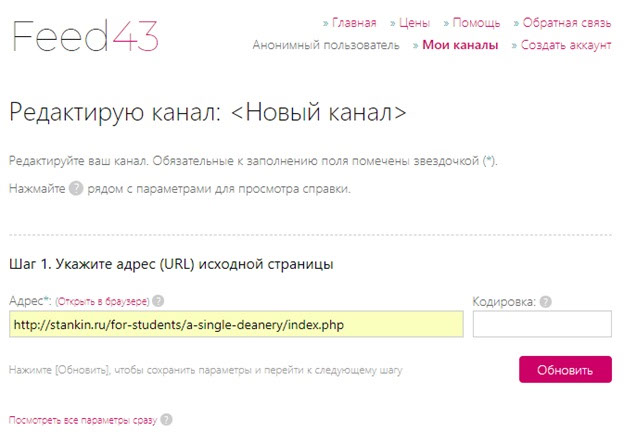 Feed43
» Главная » Цены » Помощь » Обратная связь
Анонимный пользователь » Мои каналы » Создать аккаунт
Редактирую канал: <Новый канал>
Редактируйте ваш канал. Обязательные к заполнению поля помечены звездочкой (*).
Нажмайте ? рядом с параметрами для просмотра справки.
Шаг 1. Укажите адрес (URL) исходной страницы
Адрес*: (Открыть в браузере) ? Кодировка: ?
http://stankin.ru/for-students/a-single-deanery/index.php
Нажмите [Обновить], чтобы сохранить параметры и перейти к следующему шагу Обновить
Посмотреть все параметры сразу ?